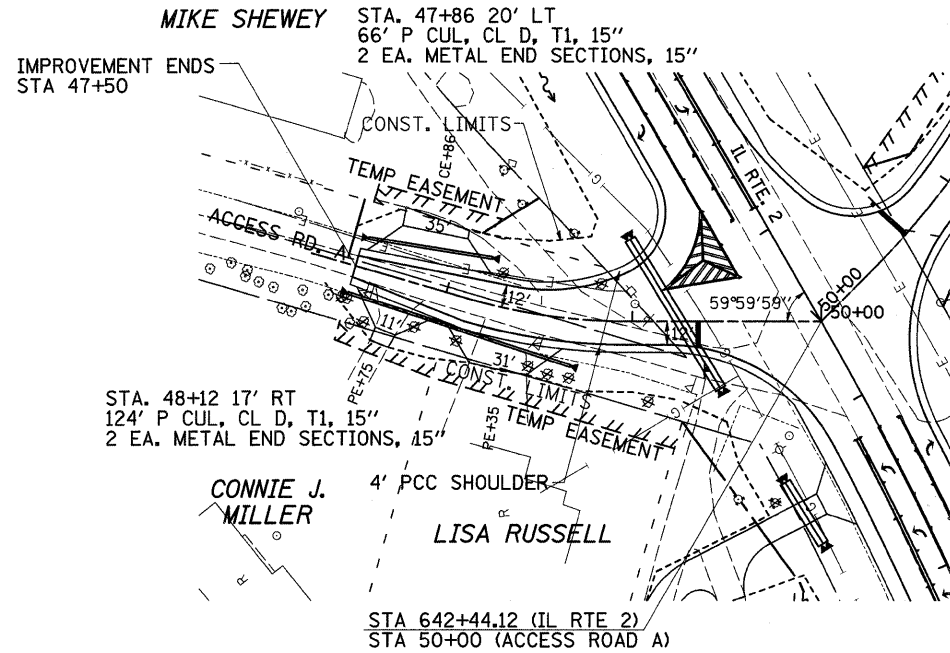 MIKE SHEWEY
STA. 47+86 20' LT
66' P CUL, CL D, T1, 15"
2 EA. METAL END SECTIONS, 15"
IMPROVEMENT ENDS
STA 47+50
CONST. LIMITS
CE+86
TEMP EASEMENT
35'
IL RTE. 2
ACCESS RD. A
12'
59°59'59"
50+00
P50+00
12'
11'
31'
CONST. LIMITS
PE+75
TEMP EASEMENT
PE+35
STA. 48+12 17' RT
124' P CUL, CL D, T1, 15"
2 EA. METAL END SECTIONS, 15"
4' PCC SHOULDER
CONNIE J.
MILLER
LISA RUSSELL
R
R
STA 642+44.12 (IL RTE 2)
STA 50+00 (ACCESS ROAD A)